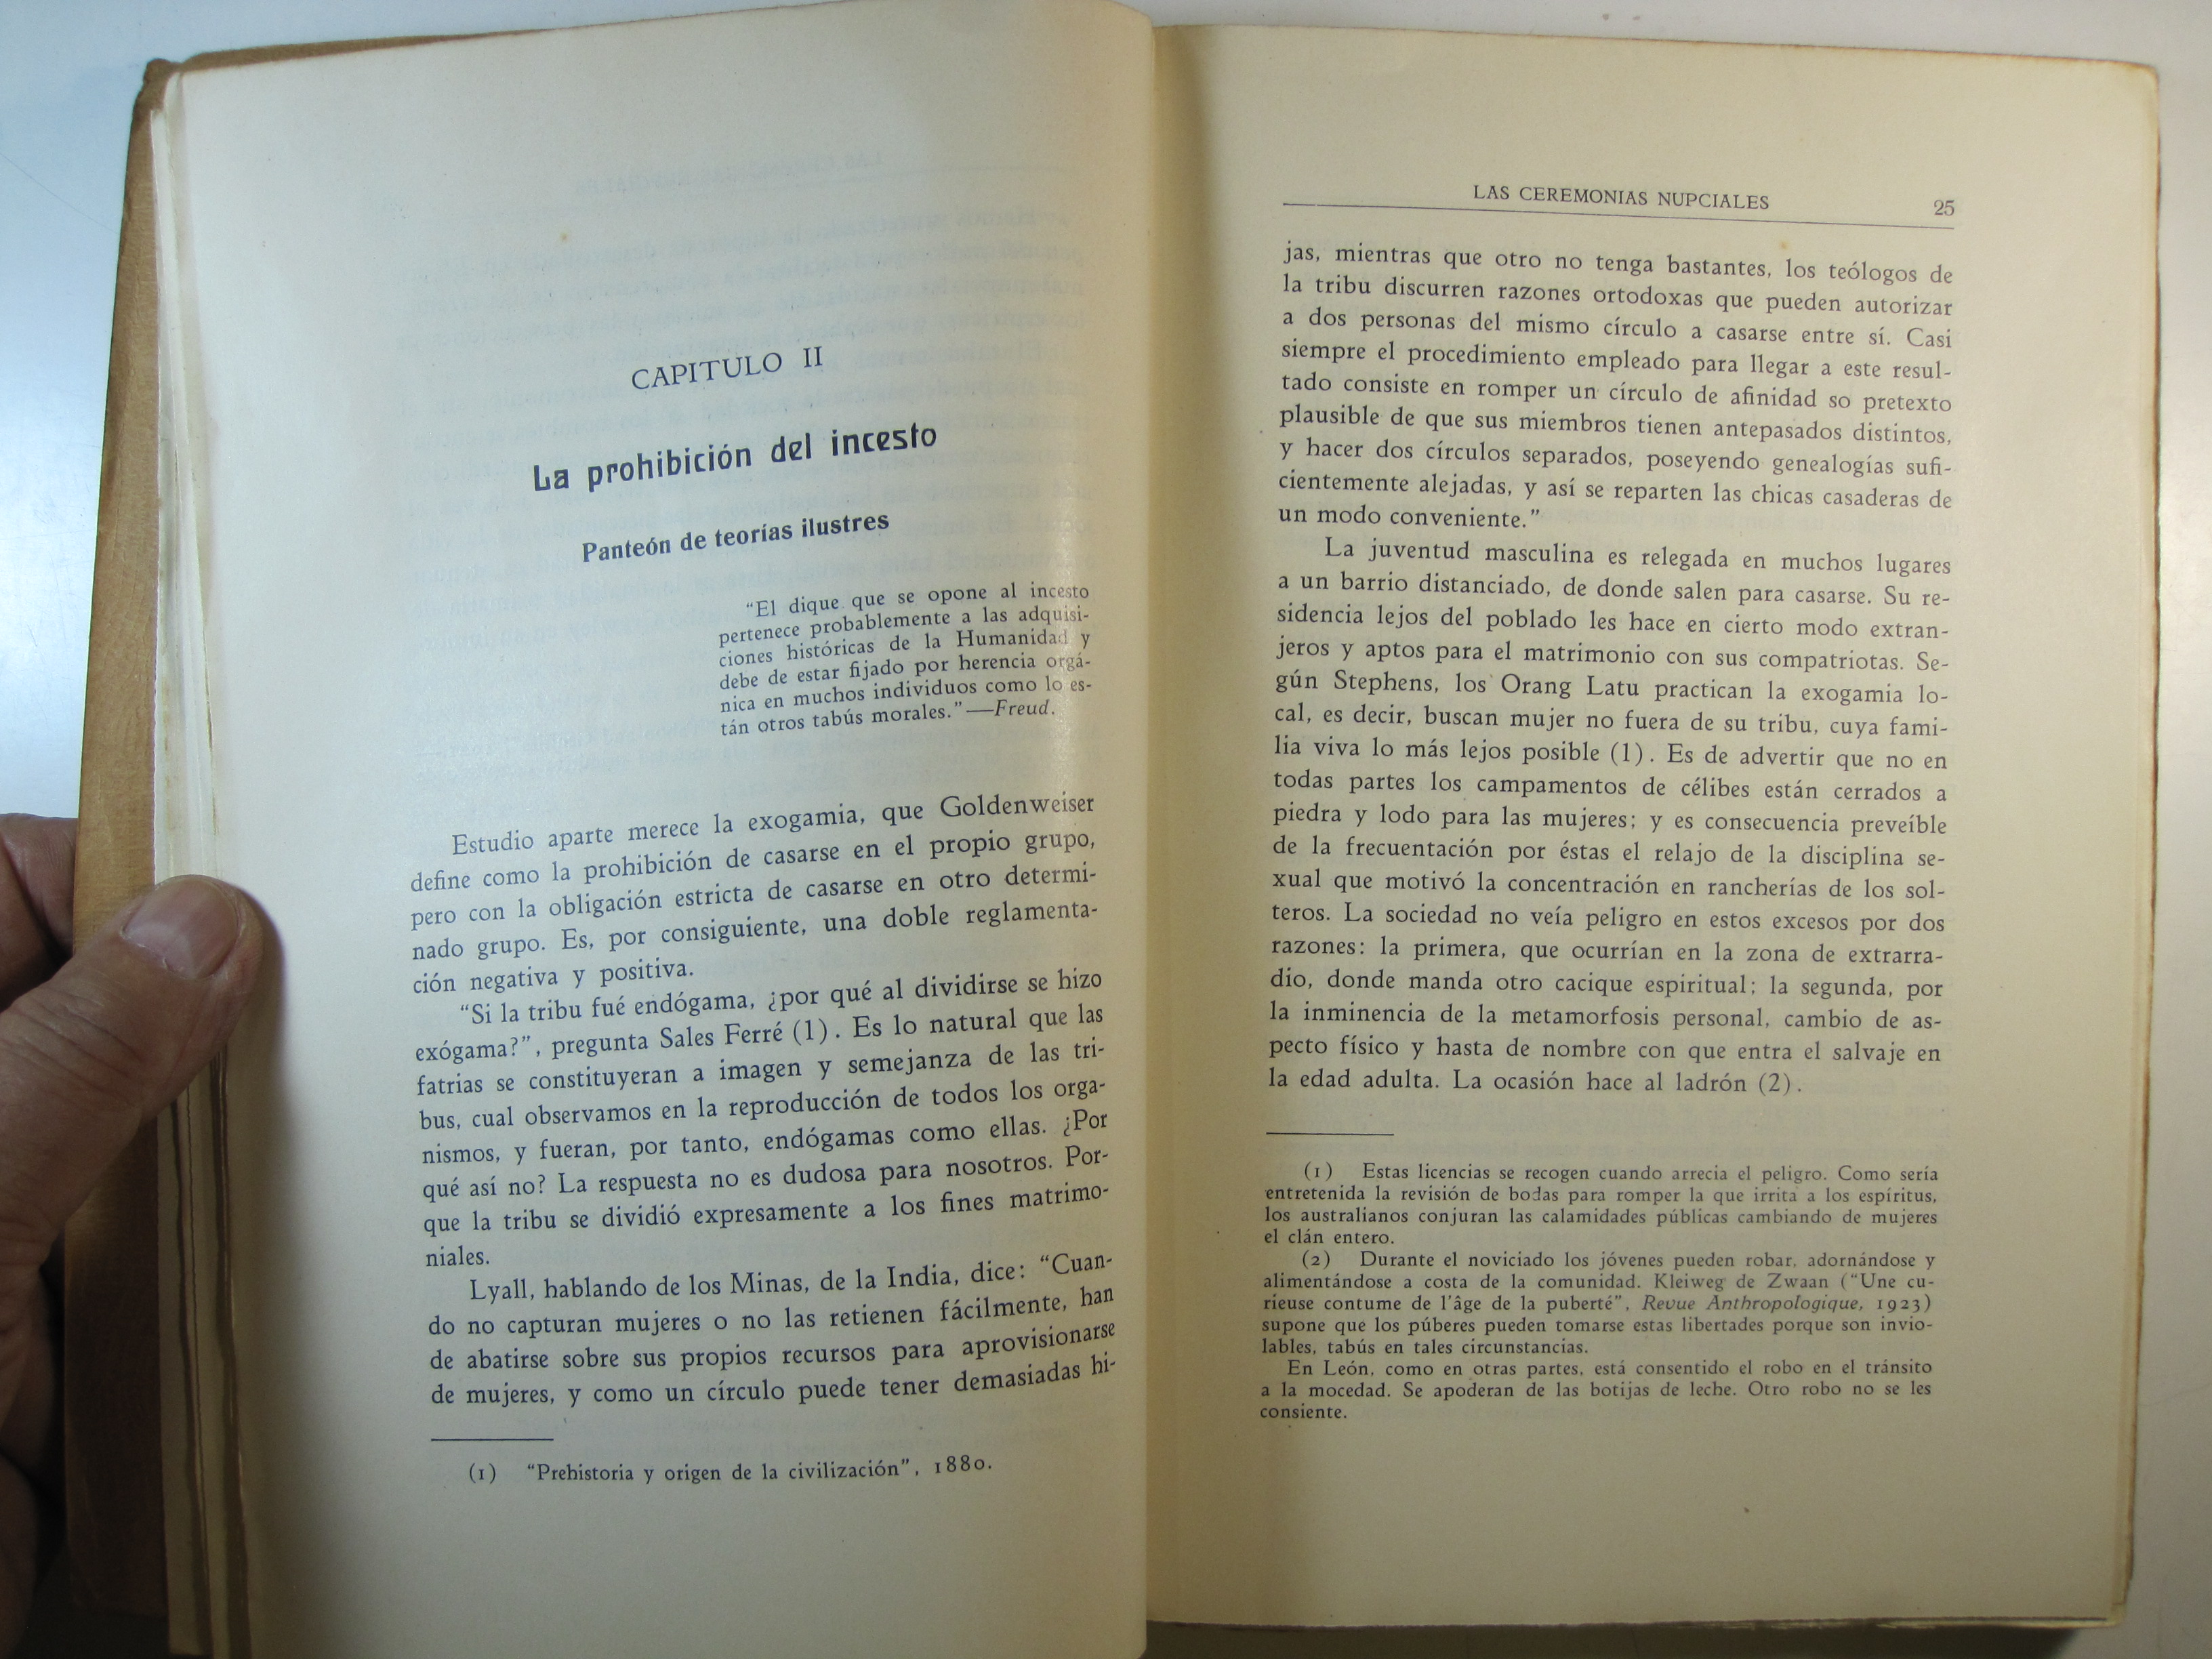 CAPITULO II
La prohibición del incesto
Panteón de teorías ilustres
"El dique que se opone al incesto
pertenece probablemente a las adquisi-
ciones históricas de la Humanidad y
debe de estar fijado por herencia orgá-
nica en muchos individuos como lo es-
tán otros tabús morales."—Freud.
Estudio aparte merece la exogamia, que Goldenweiser
define como la prohibición de casarse en el propio grupo,
pero con la obligación estricta de casarse en otro determi-
nado grupo. Es, por consiguiente, una doble reglamenta-
ción negativa y positiva.
"Si la tribu fué endógama, ¿por qué al dividirse se hizo
exógama?", pregunta Sales Ferré (1). Es lo natural que las
fatrias se constituyeran a imagen y semejanza de las tri-
bus, cual observamos en la reproducción de todos los orga-
nismos, y fueran, por tanto, endógamas como ellas. ¿Por
qué así no? La respuesta no es dudosa para nosotros. Por-
que la tribu se dividió expresamente a los fines matrimo-
niales.
Lyall, hablando de los Minas, de la India, dice: "Cuan-
do no capturan mujeres o no las retienen fácilmente, han
de abatirse sobre sus propios recursos para aprovisionarse
de mujeres, y como un círculo puede tener demasiadas hi-
(1) "Prehistoria y origen de la civilización", 1880.
LAS CEREMONIAS NUPCIALES 25
jas, mientras que otro no tenga bastantes, los teólogos de
la tribu discurren razones ortodoxas que pueden autorizar
a dos personas del mismo círculo a casarse entre sí. Casi
siempre el procedimiento empleado para llegar a este resul-
tado consiste en romper un círculo de afinidad so pretexto
plausible de que sus miembros tienen antepasados distintos,
y hacer dos círculos separados, poseyendo genealogías sufi-
cientemente alejadas, y así se reparten las chicas casaderas de
un modo conveniente."
La juventud masculina es relegada en muchos lugares
a un barrio distanciado, de donde salen para casarse. Su re-
sidencia lejos del poblado les hace en cierto modo extran-
jeros y aptos para el matrimonio con sus compatriotas. Se-
gún Stephens, los Orang Latu practican la exogamia lo-
cal, es decir, buscan mujer no fuera de su tribu, cuya fami-
lia viva lo más lejos posible (1). Es de advertir que no en
todas partes los campamentos de célibes están cerrados a
piedra y lodo para las mujeres; y es consecuencia preveíble
de la frecuentación por éstas el relajo de la disciplina se-
xual que motivó la concentración en rancherías de los sol-
teros. La sociedad no veía peligro en estos excesos por dos
razones: la primera, que ocurrían en la zona de extrarra-
dio, donde manda otro cacique espiritual; la segunda, por
la inminencia de la metamorfosis personal, cambio de as-
pecto físico y hasta de nombre con que entra el salvaje en
la edad adulta. La ocasión hace al ladrón (2).
(1) Estas licencias se recogen cuando arrecia el peligro. Como sería
entretenida la revisión de bodas para romper la que irrita a los espíritus,
los australianos conjuran las calamidades públicas cambiando de mujeres
el clán entero.
(2) Durante el noviciado los jóvenes pueden robar, adornándose y
alimentándose a costa de la comunidad. Kleiweg de Zwaan ("Une cu-
rieuse contume de l'âge de la puberté", Revue Anthropologique, 1923)
supone que los púberes pueden tomarse estas libertades porque son invio-
lables, tabús en tales circunstancias.
En León, como en otras partes, está consentido el robo en el tránsito
a la mocedad. Se apoderan de las botijas de leche. Otro robo no se les
consiente.